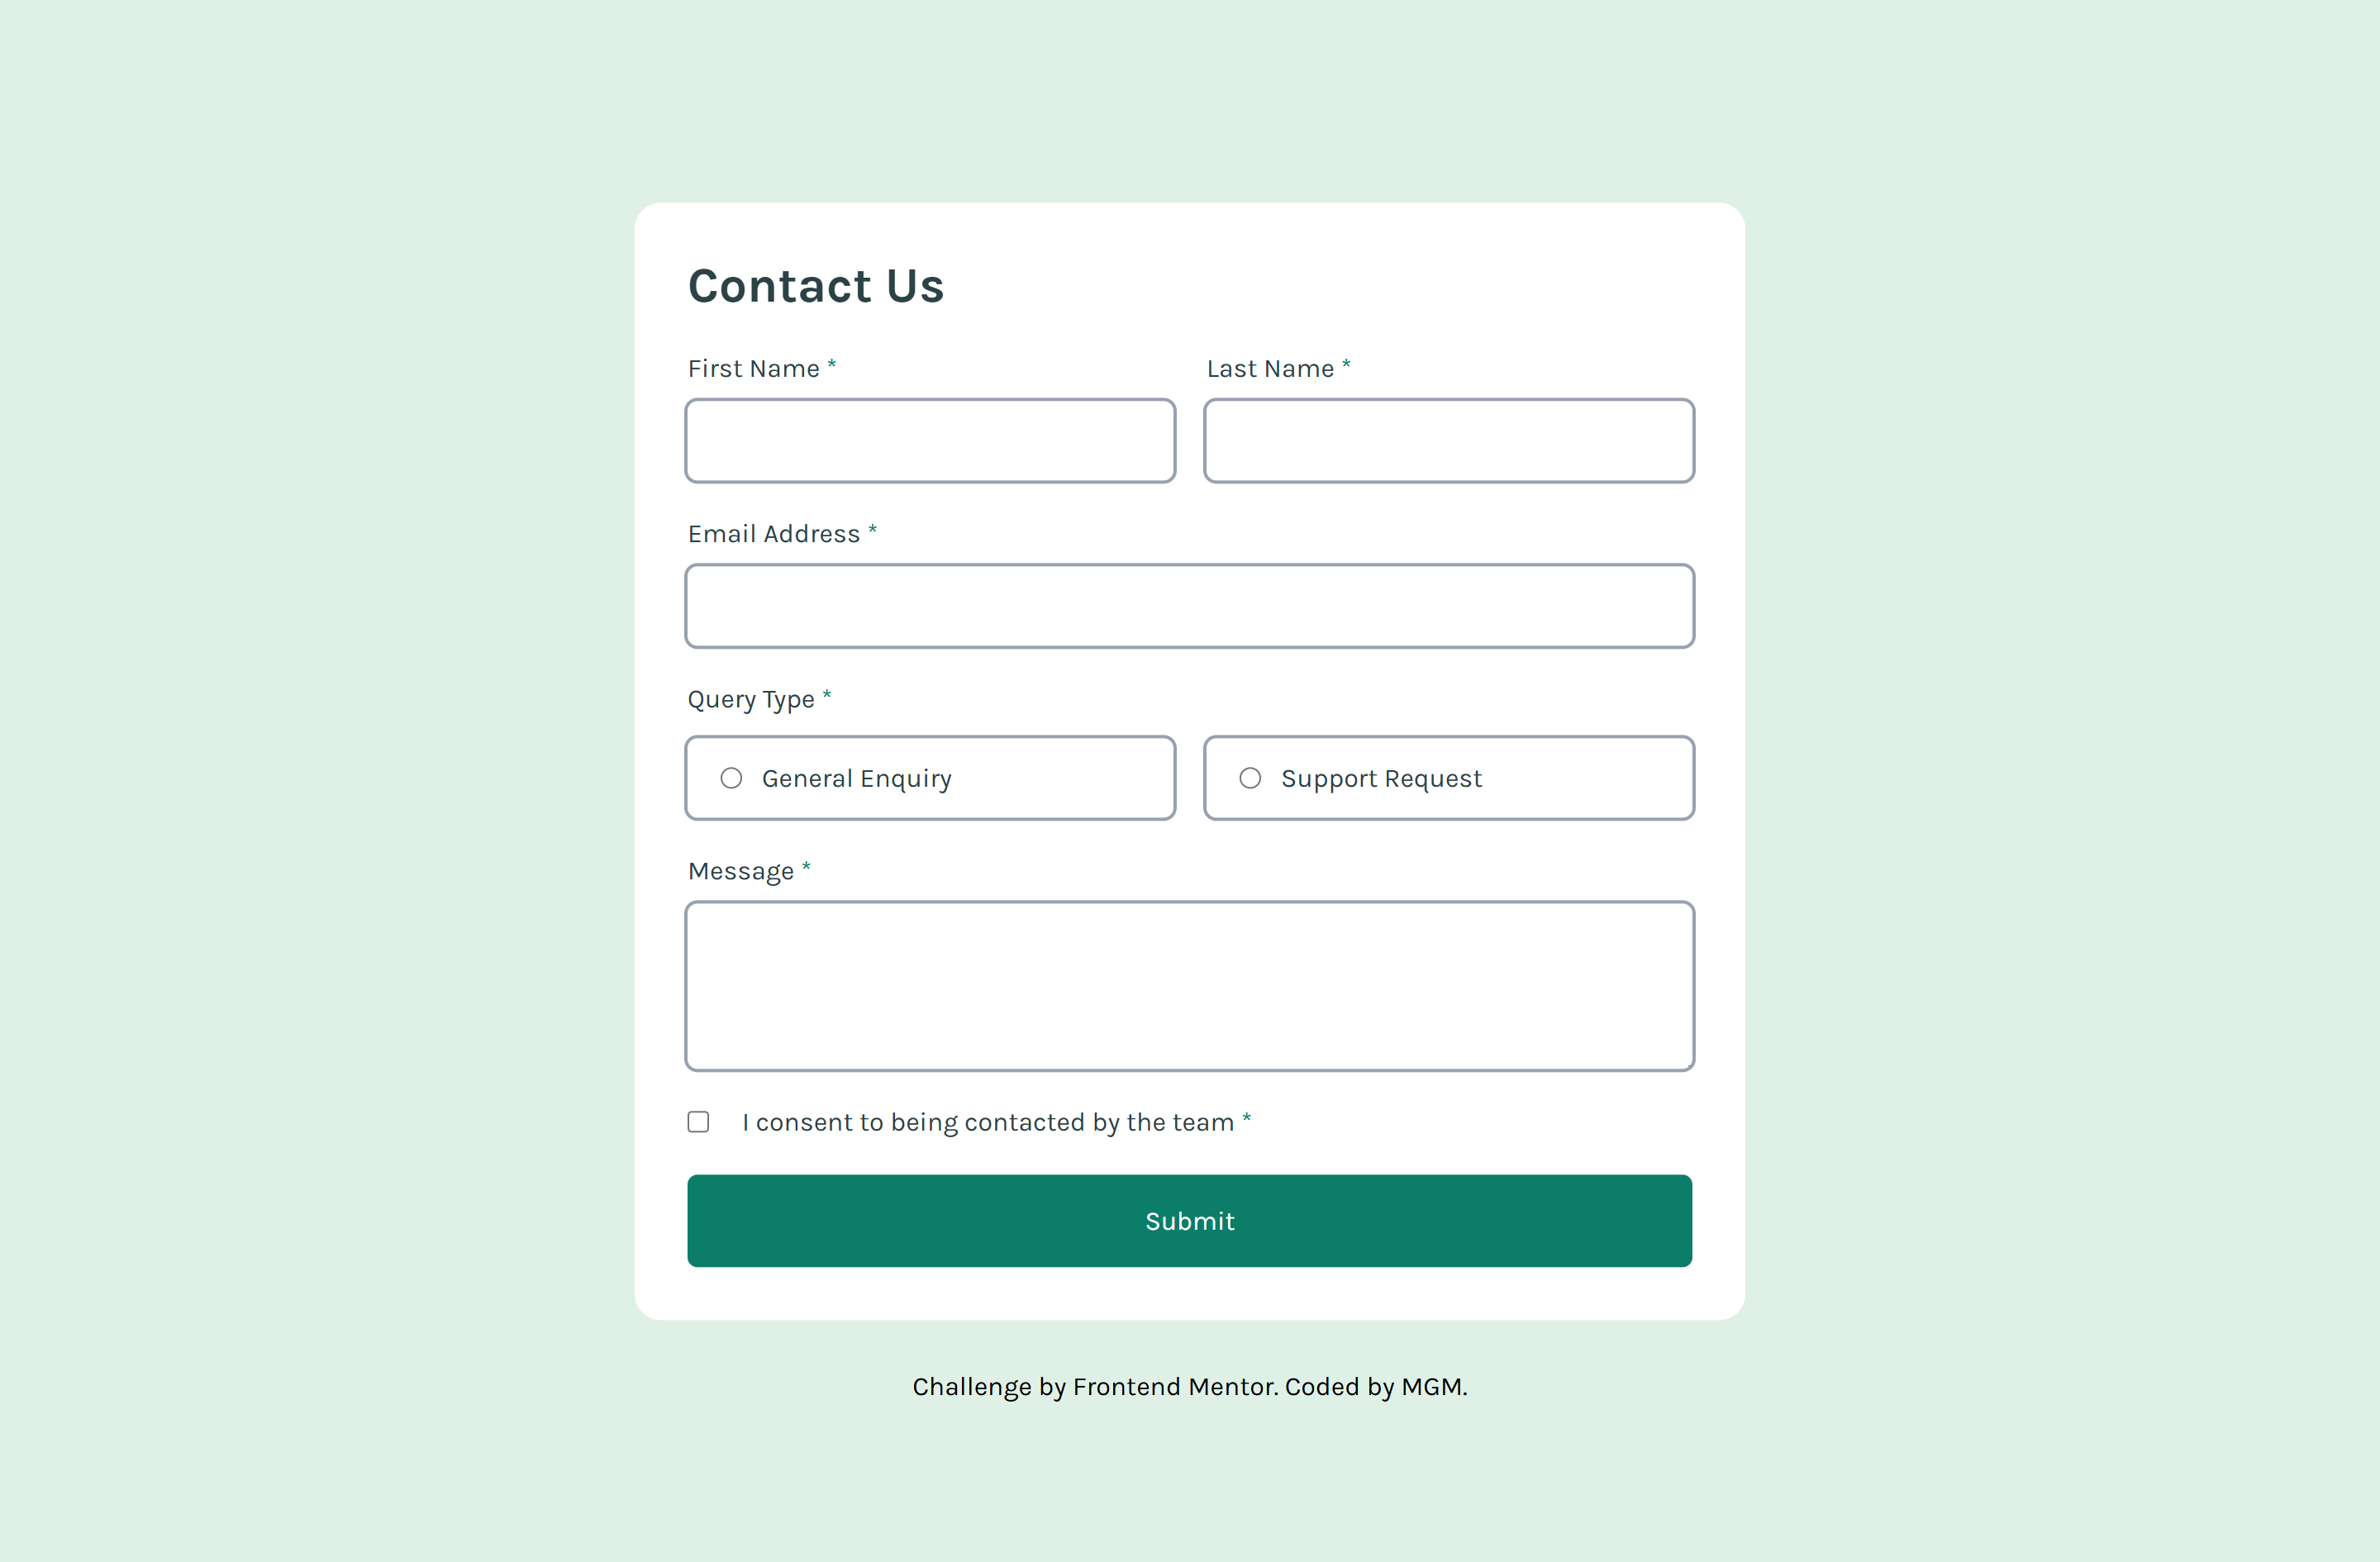 Contact Us
First Name * Last Name *
Email Address *
Query Type *
General Enquiry Support Request
Message *
I consent to being contacted by the team *
Submit
Challenge by Frontend Mentor. Coded by MGM.